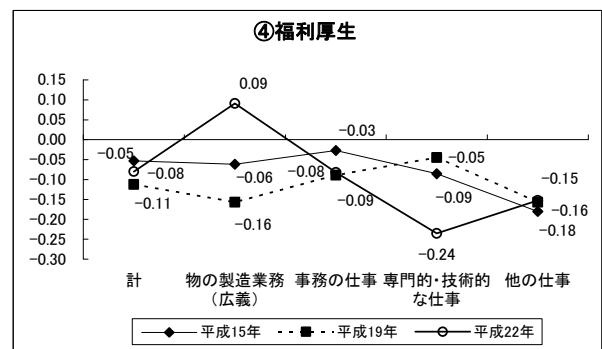 ④福利厚生
0.15
0.10
0.05
0.00
−0.05
−0.10
−0.15
−0.20
−0.25
−0.30
0.09
−0.03
−0.05
−0.08
−0.06
−0.08
−0.05
−0.15
−0.11
−0.16
−0.09
−0.09
−0.16
−0.18
−0.24
計
物の製造業務
（広義）
事務の仕事
専門的・技術的
な仕事
他の仕事
平成15年
平成19年
平成22年